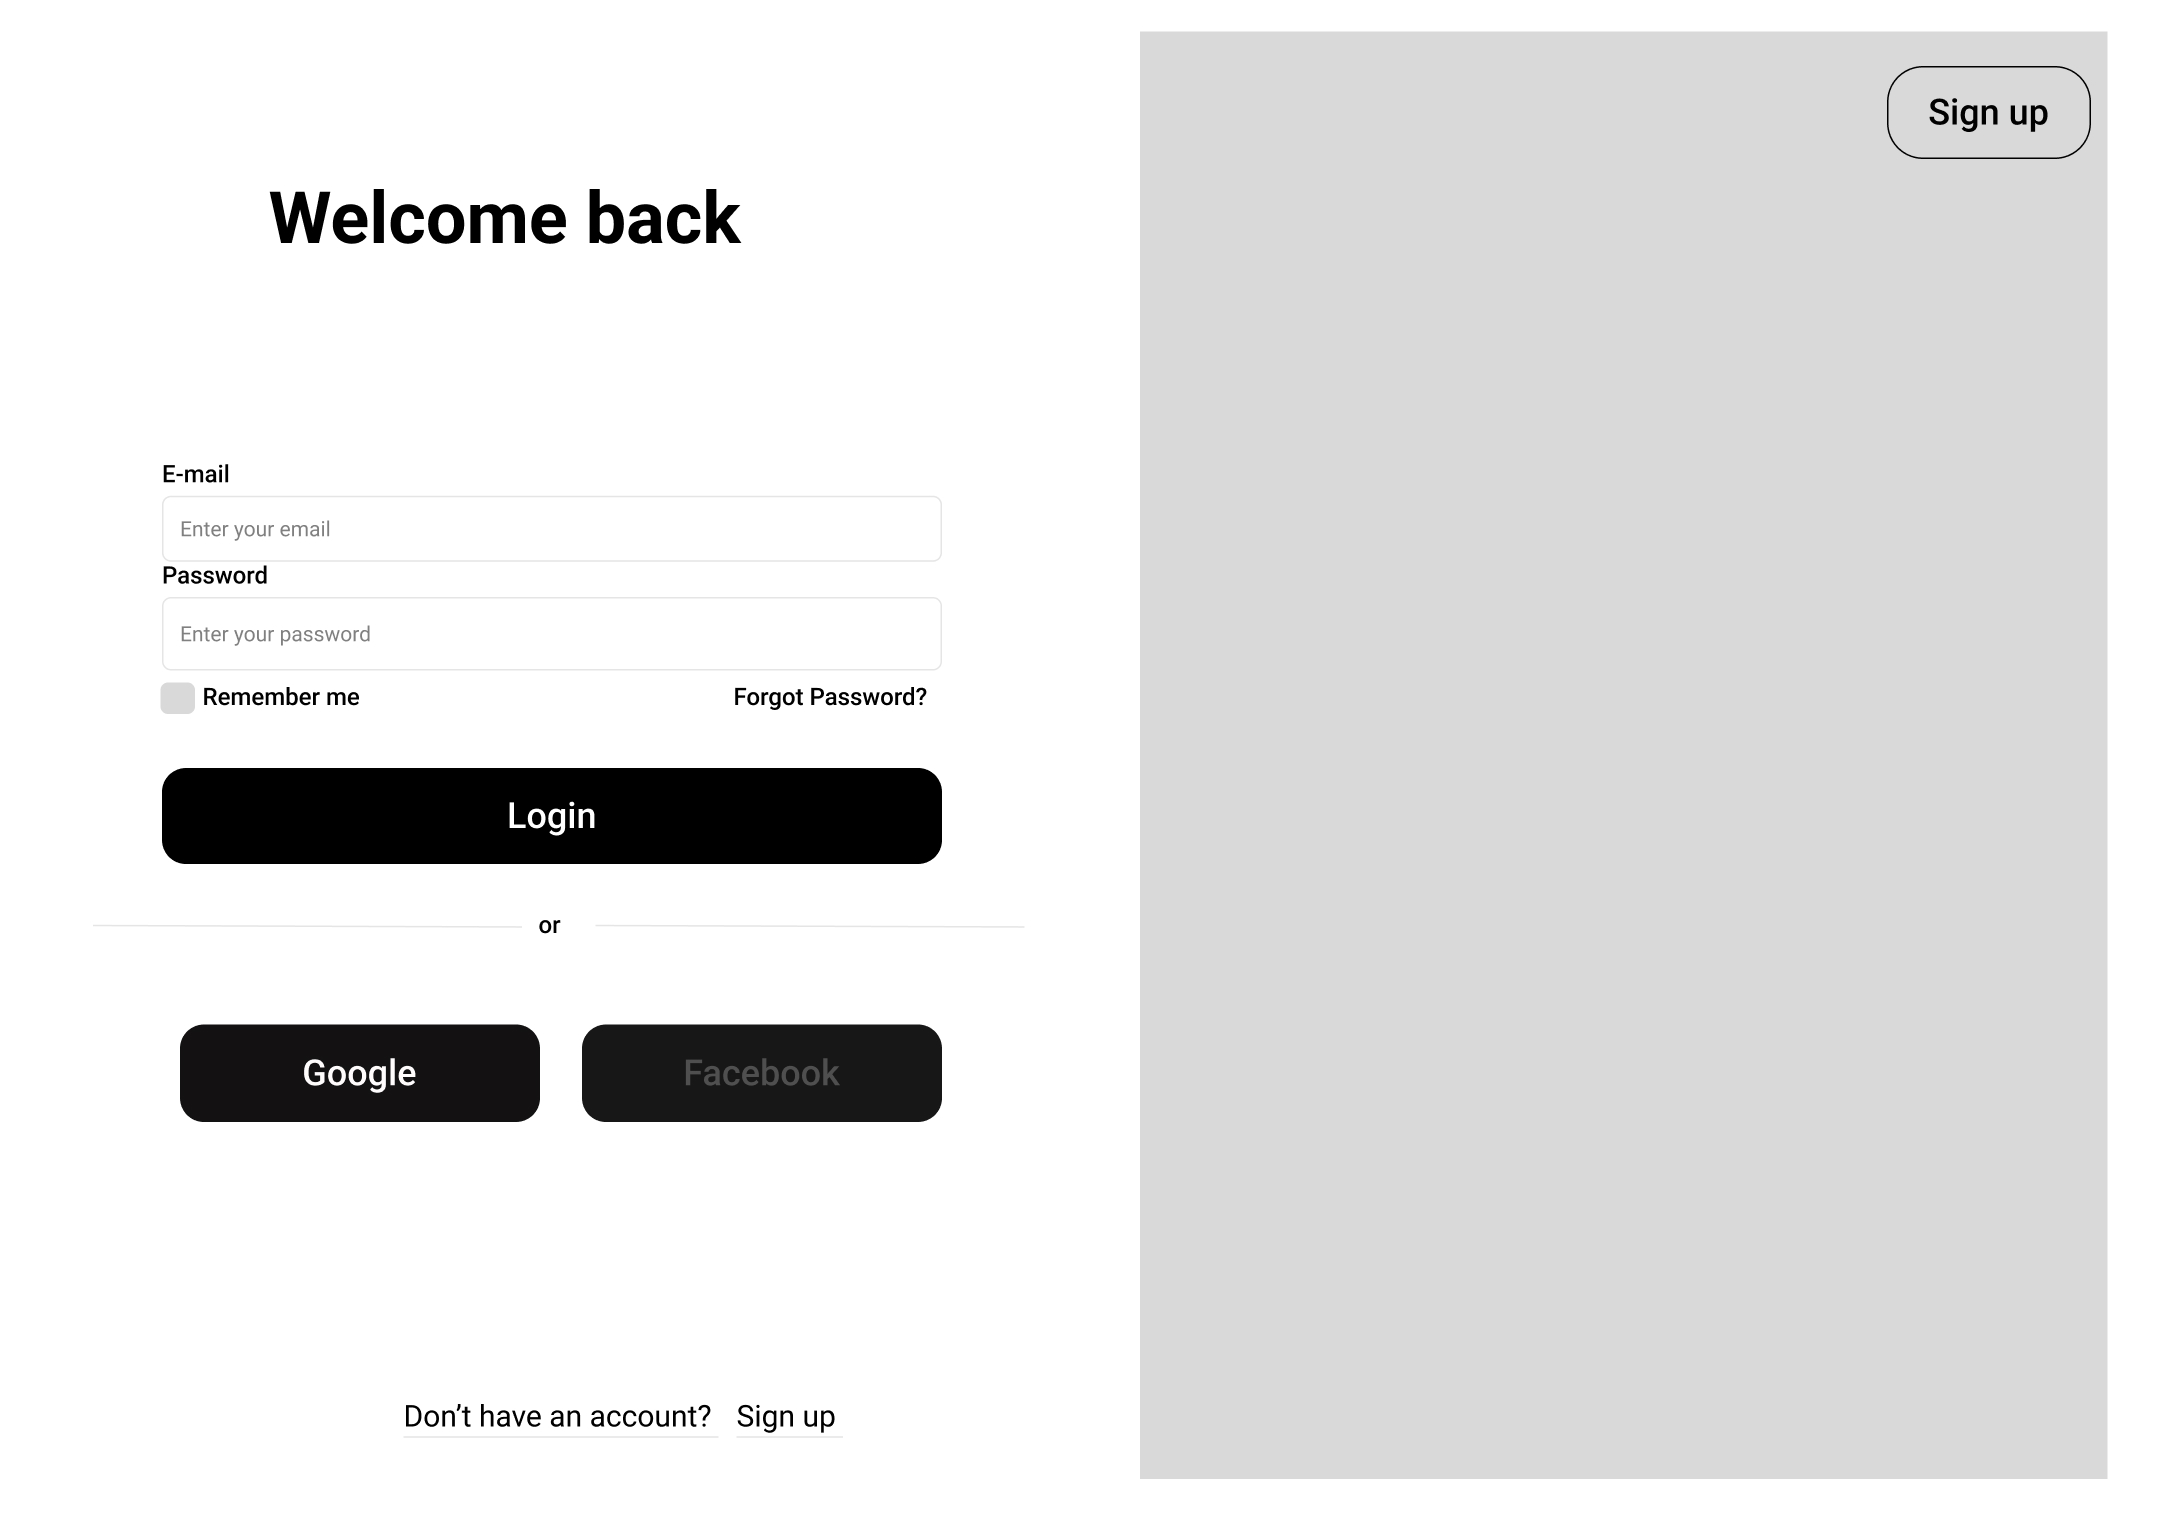 Sign up
Welcome back
E-mail
Enter your email
Password
Enter your password
Remember me
Forgot Password?
Login
or
Google
Facebook
Don’t have an account? Sign up